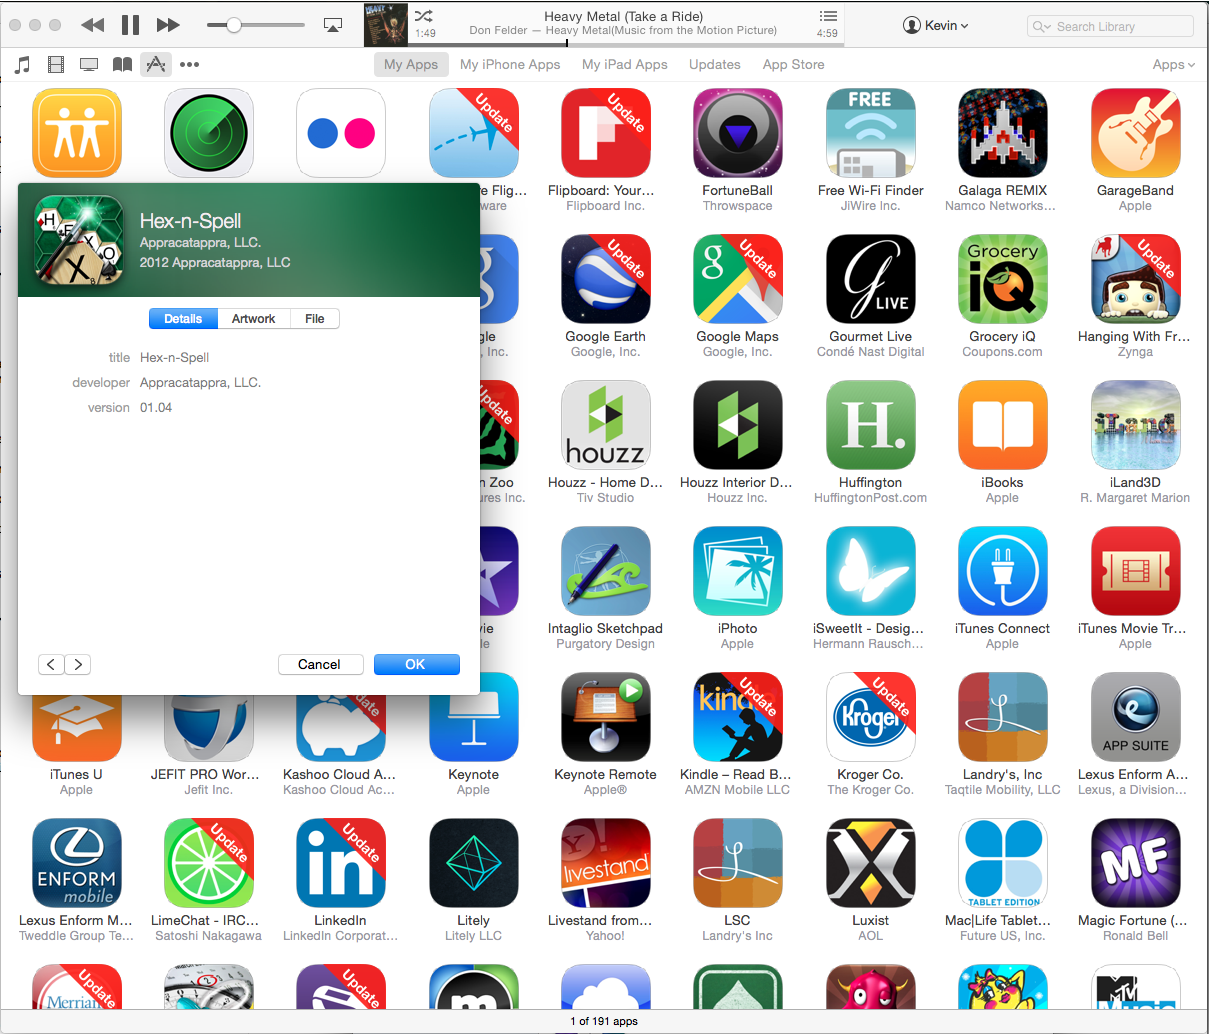 Heavy Metal (Take a Ride)
1:49
Don Felder — Heavy Metal(Music from the Motion Picture)
4:59
Kevin
Search Library
My Apps
My iPhone Apps
My iPad Apps
Updates
App Store
Apps
Update
Update
FREE
re Flig...
Flipboard: Your...
FortuneBall
Free Wi-Fi Finder
Galaga REMIX
GarageBand
ware
Flipboard Inc.
Throwspace
JiWire Inc.
Namco Networks...
Apple
Hex-n-Spell
Appracatappra, LLC.
2012 Appracatappra, LLC
HEXO
X
8
Details
Artwork
File
title Hex-n-Spell
developer Appracatappra, LLC.
version 01.04
Cancel
OK
g
Update
g
Update
g LIVE
Grocery
iQ
Update
gle
Google Earth
Google Maps
Gourmet Live
Grocery iQ
Hanging With Fr...
, Inc.
Google, Inc.
Google, Inc.
Condé Nast Digital
Coupons.com
Zynga
Update
houzz
H.
iLand
n Zoo
Houzz - Home D...
Houzz Interior D...
Huffington
iBooks
iLand3D
ures Inc.
Tiv Studio
Houzz Inc.
HuffingtonPost.com
Apple
R. Margaret Marion
vie
Intaglio Sketchpad
iPhoto
iSweetIt - Desig...
iTunes Connect
iTunes Movie Tr...
Purgatory Design
Apple
Hermann Rausch...
Apple
Apple
Update
kindle
Update
Kroger
Update
e
APP SUITE
iTunes U
JEFIT PRO Wor...
Kashoo Cloud A...
Keynote
Keynote Remote
Kindle – Read B...
Kroger Co.
Landry's, Inc
Lexus Enform A...
Apple
Jefit Inc.
Kashoo Cloud Ac...
Apple
Apple®
AMZN Mobile LLC
The Kroger Co.
Taqtile Mobility, LLC
Lexus, a Division...
ENFORM
mobile
Update
in
Update
Y!
livestand
X
TABLET EDITION
MF
Lexus Enform M...
LimeChat - IRC...
LinkedIn
Litely
Livestand from...
LSC
Luxist
Mac|Life Tablet...
Magic Fortune (...
Tweddle Group Te...
Satoshi Nakagawa
LinkedIn Corporat...
Litely LLC
Yahoo!
Landry's Inc
AOL
Future US, Inc.
Ronald Bell
Merriam
Update
Update
m
MTV
Music
1 of 191 apps